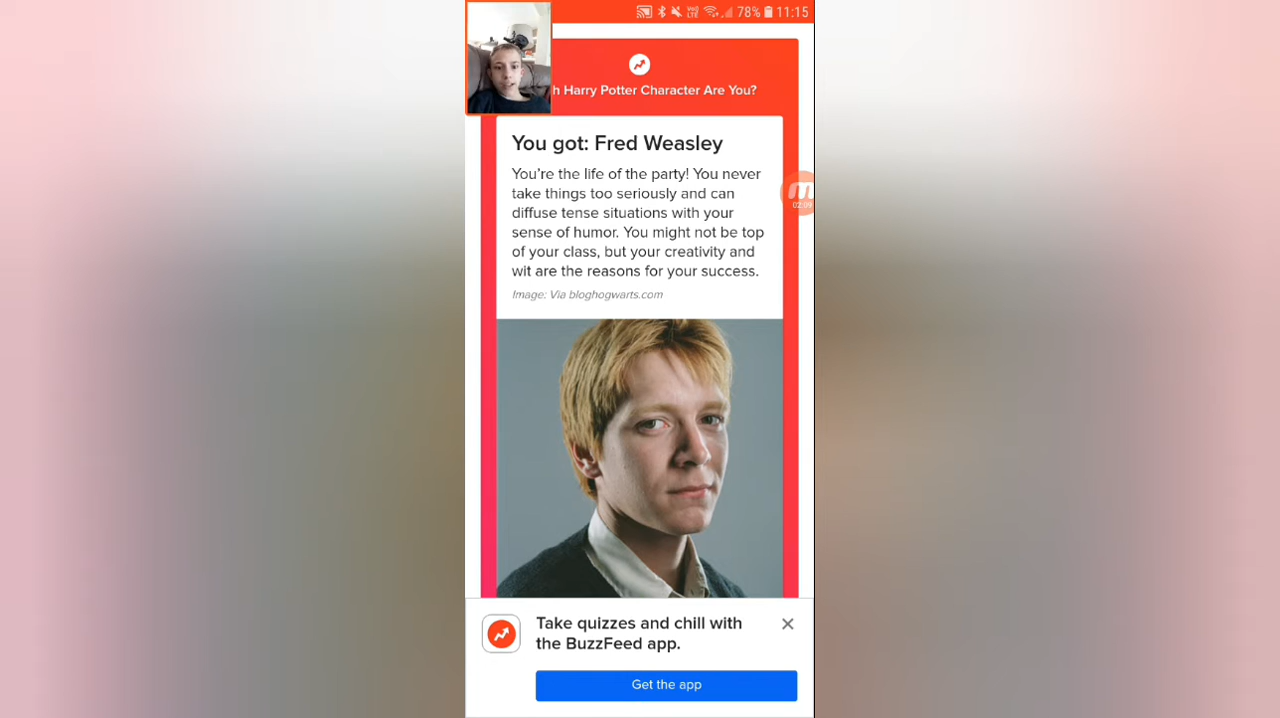 78% 11:15
h Harry Potter Character Are You?
You got: Fred Weasley
You’re the life of the party! You never
take things too seriously and can
diffuse tense situations with your
sense of humor. You might not be top
of your class, but your creativity and
wit are the reasons for your success.
Image: Via bloghogwarts.com
Take quizzes and chill with
the BuzzFeed app.
Get the app